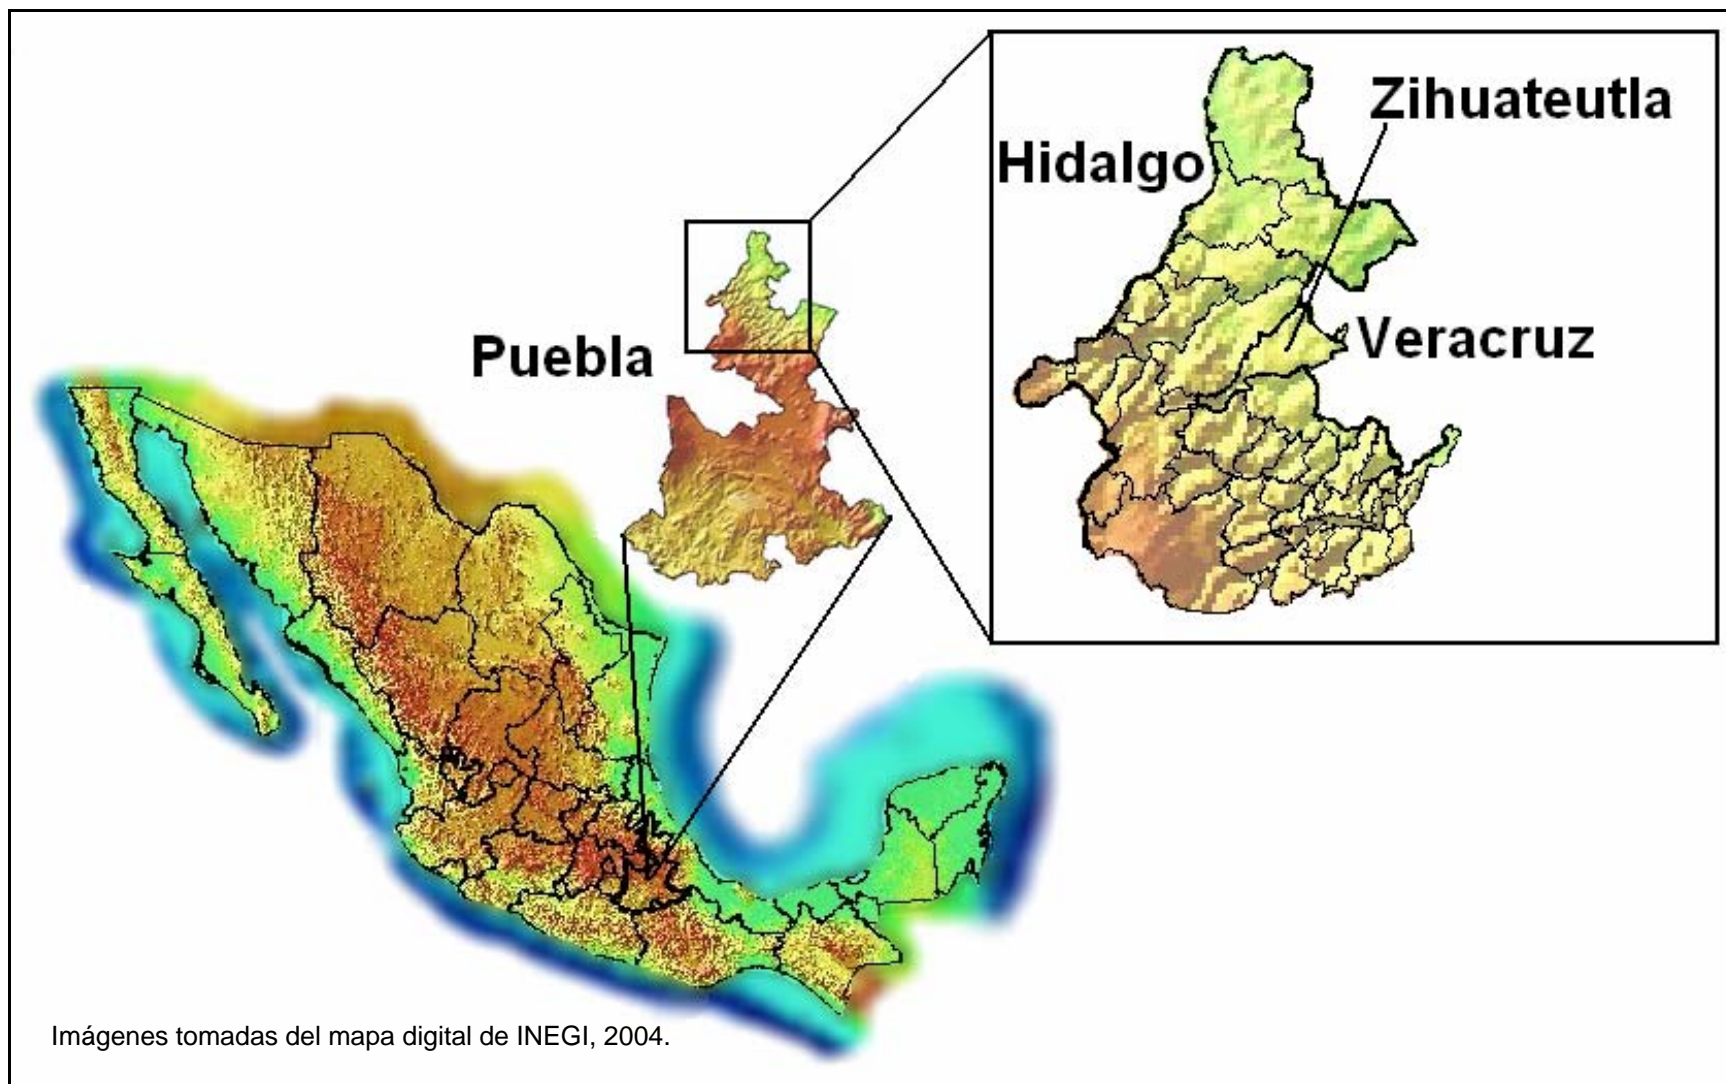 Zihuateutla
Hidalgo
Veracruz
Puebla
Imágenes tomadas del mapa digital de INEGI, 2004.